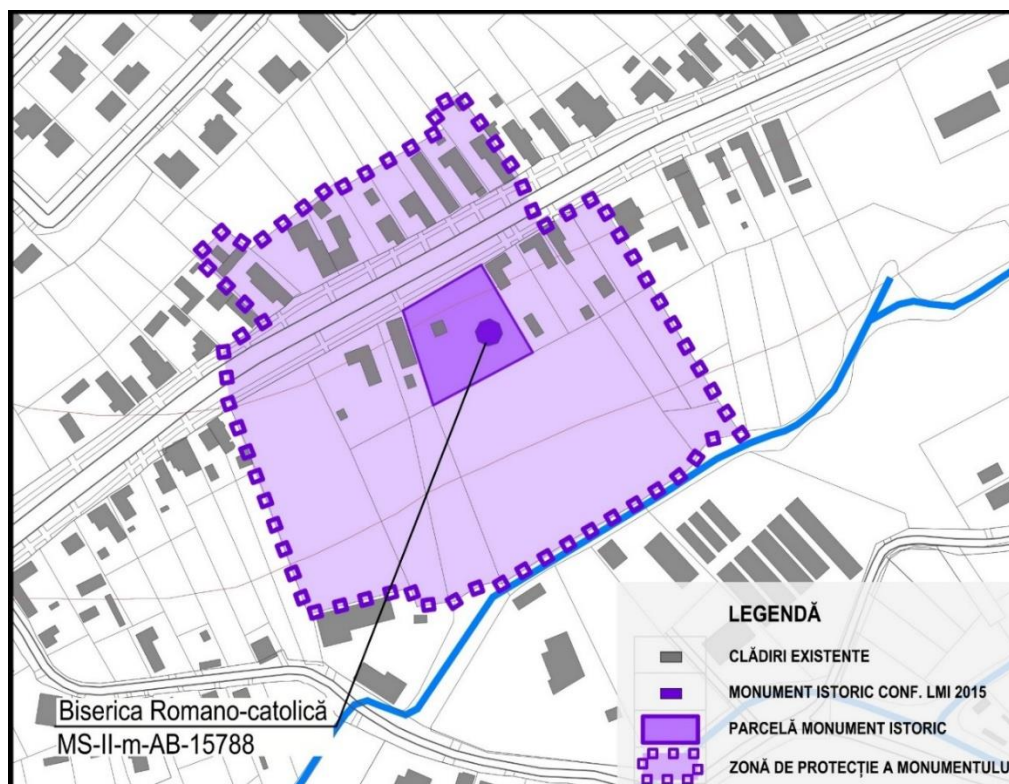 Biserica Romano-catolică
MS-II-m-AB-15788
LEGENDĂ
CLĂDIRI EXISTENTE
MONUMENT ISTORIC CONF. LMI 2015
PARCELĂ MONUMENT ISTORIC
ZONĂ DE PROTECȚIE A MONUMENTULU